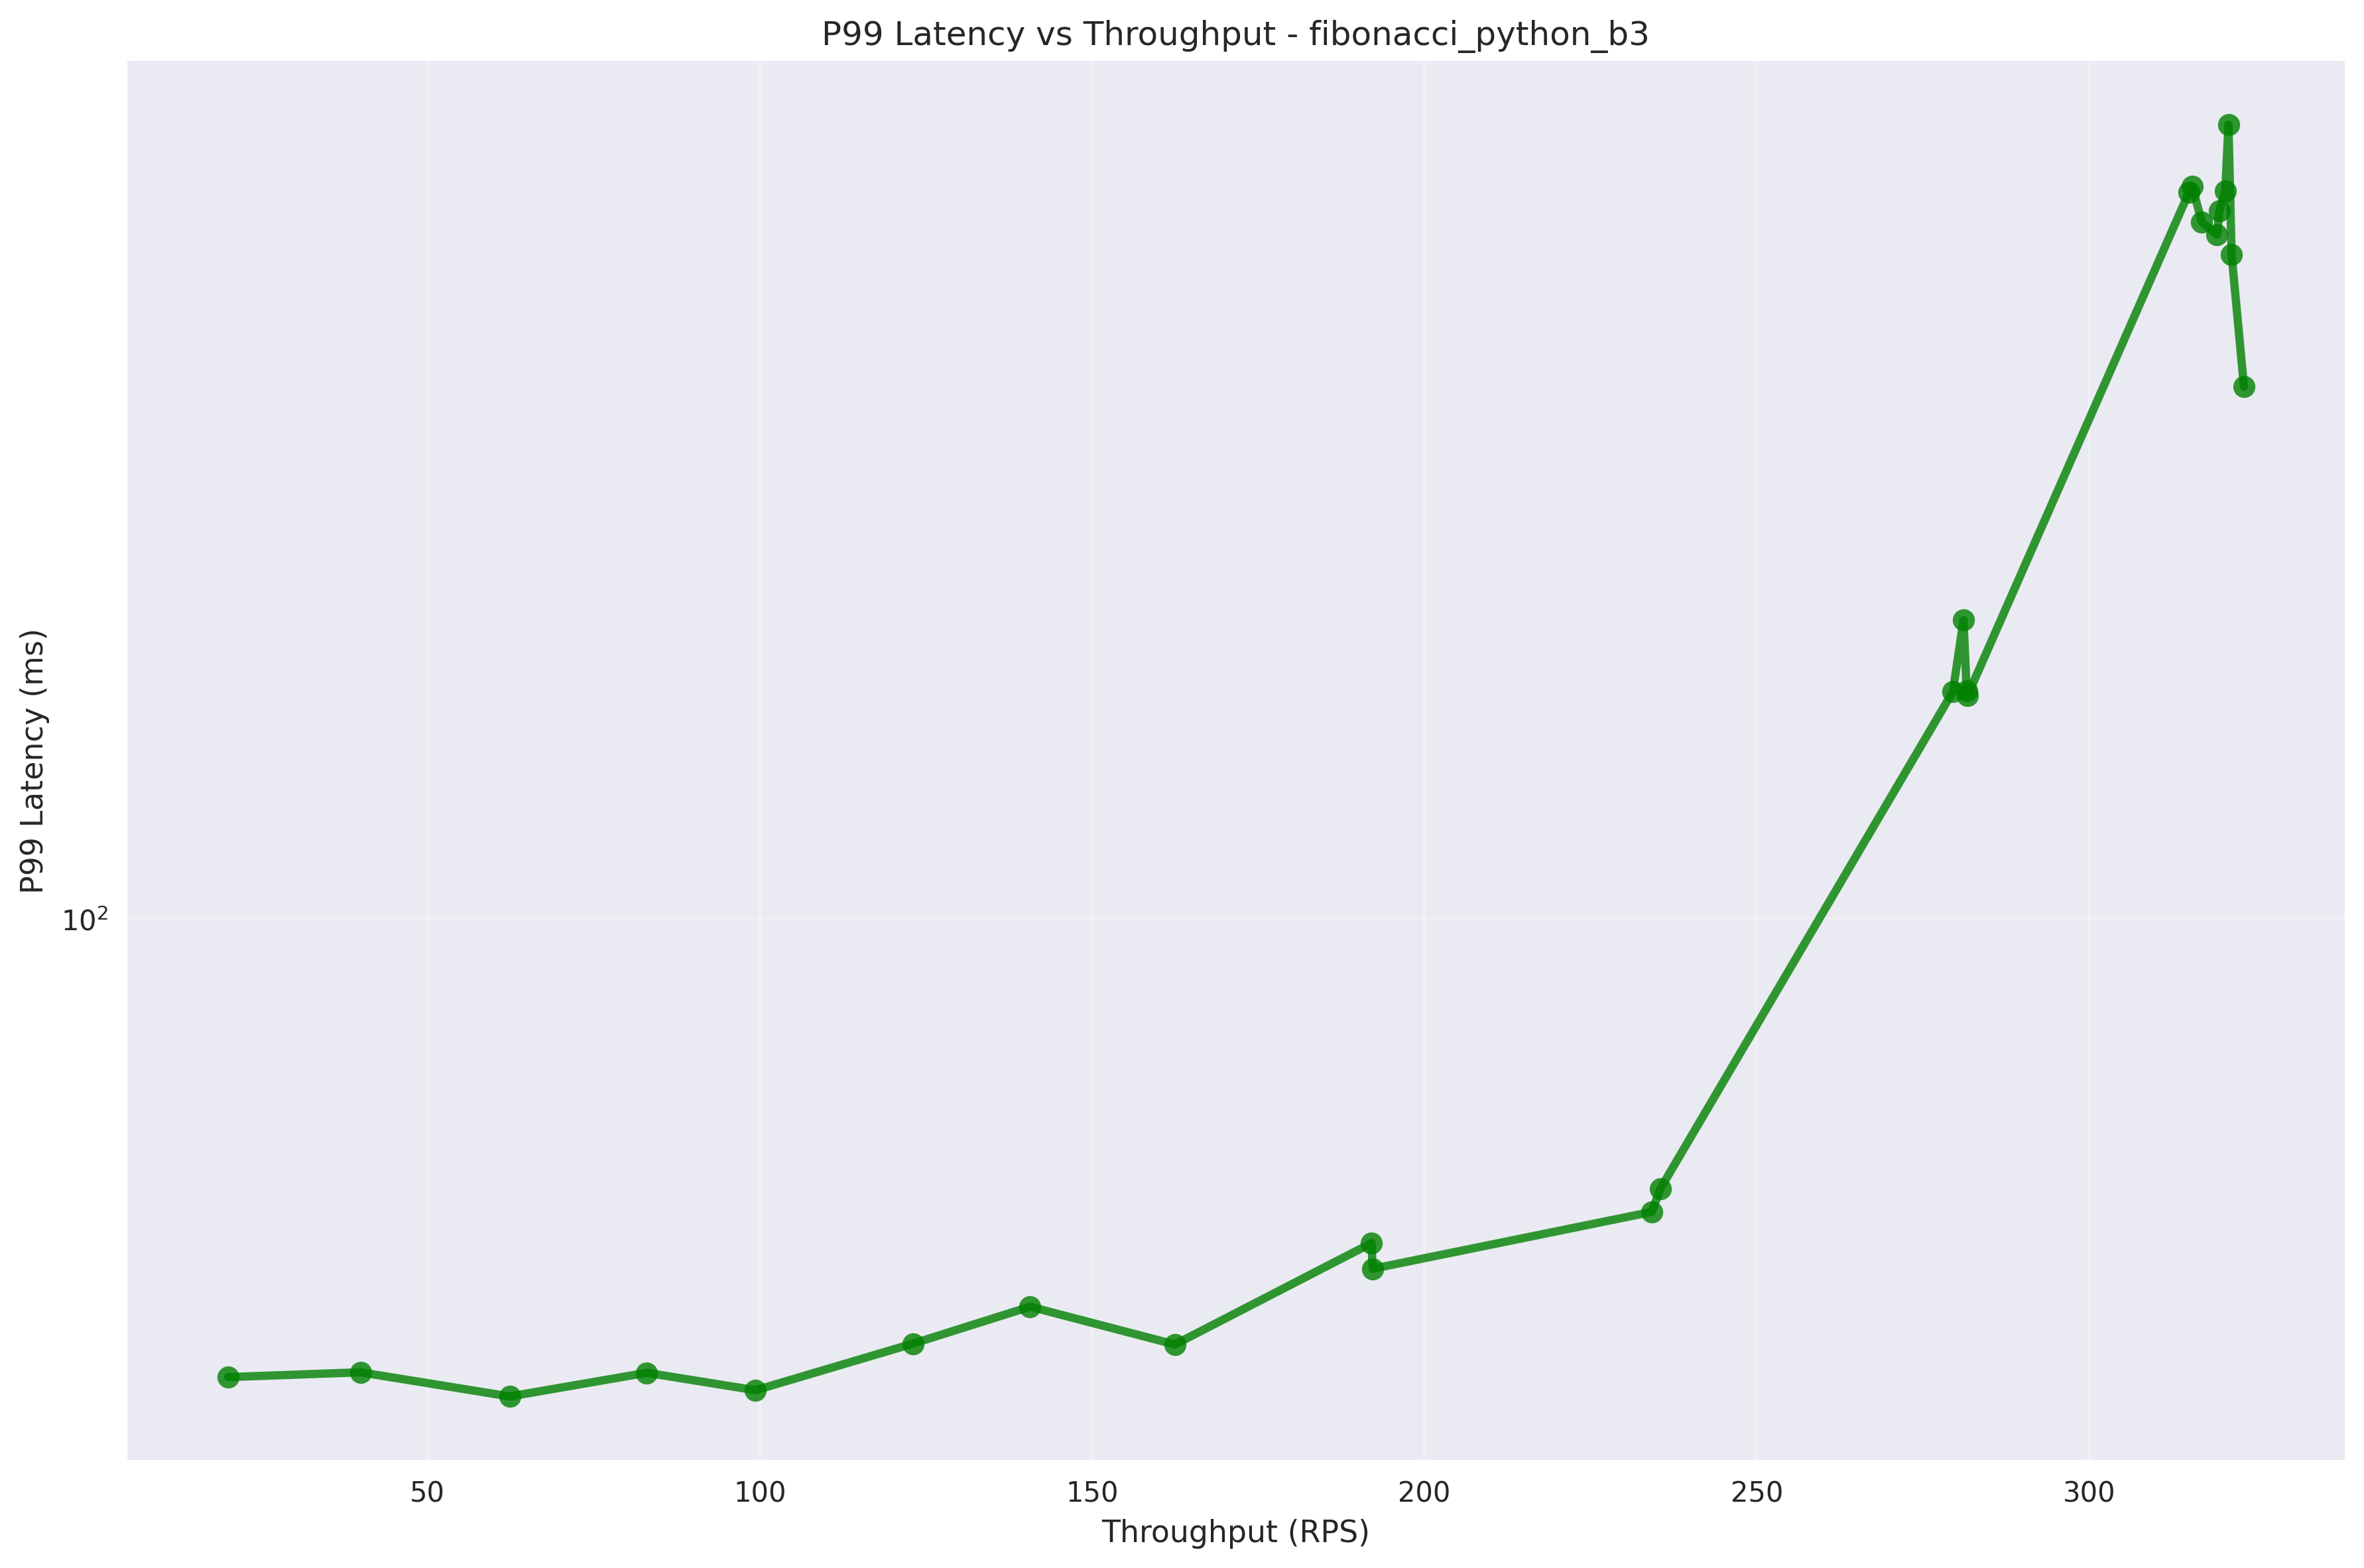 P99 Latency vs Throughput - fibonacci_python_b3
P99 Latency (ms)
10²
50 100 150 200 250 300
Throughput (RPS)